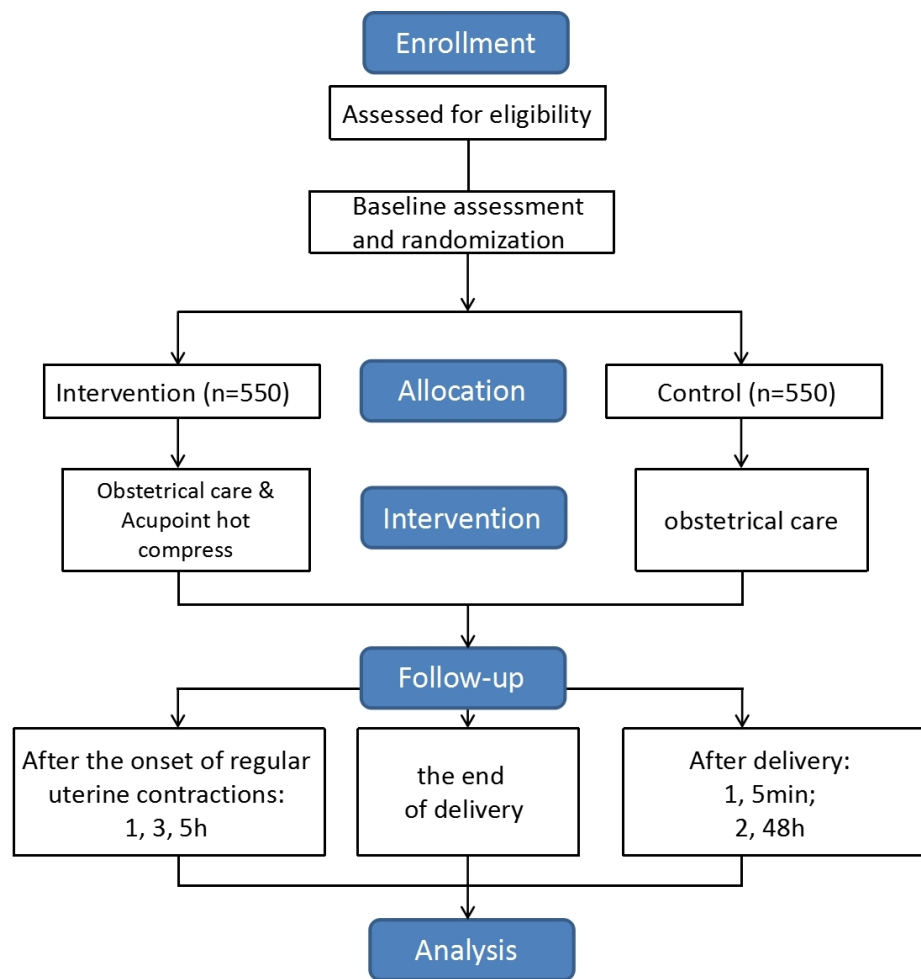 Enrollment
Assessed for eligibility
Baseline assessment
and randomization
Intervention (n=550)
Allocation
Control (n=550)
Obstetrical care &
Acupoint hot
compress
Intervention
obstetrical care
Follow-up
After the onset of regular
uterine contractions:
1, 3, 5h
the end
of delivery
After delivery:
1, 5min;
2, 48h
Analysis